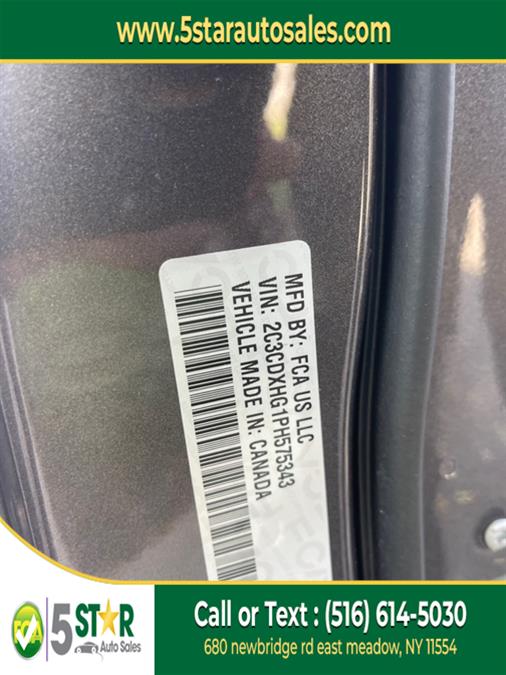 www.5starautosales.com
MFD BY: FCA US LLC
VIN: 2C3CDXHG1PH575343
VEHICLE MADE IN: CANADA
FCA
5 STAR
Auto Sales
Call or Text : (516) 614-5030
680 newbridge rd east meadow, NY 11554